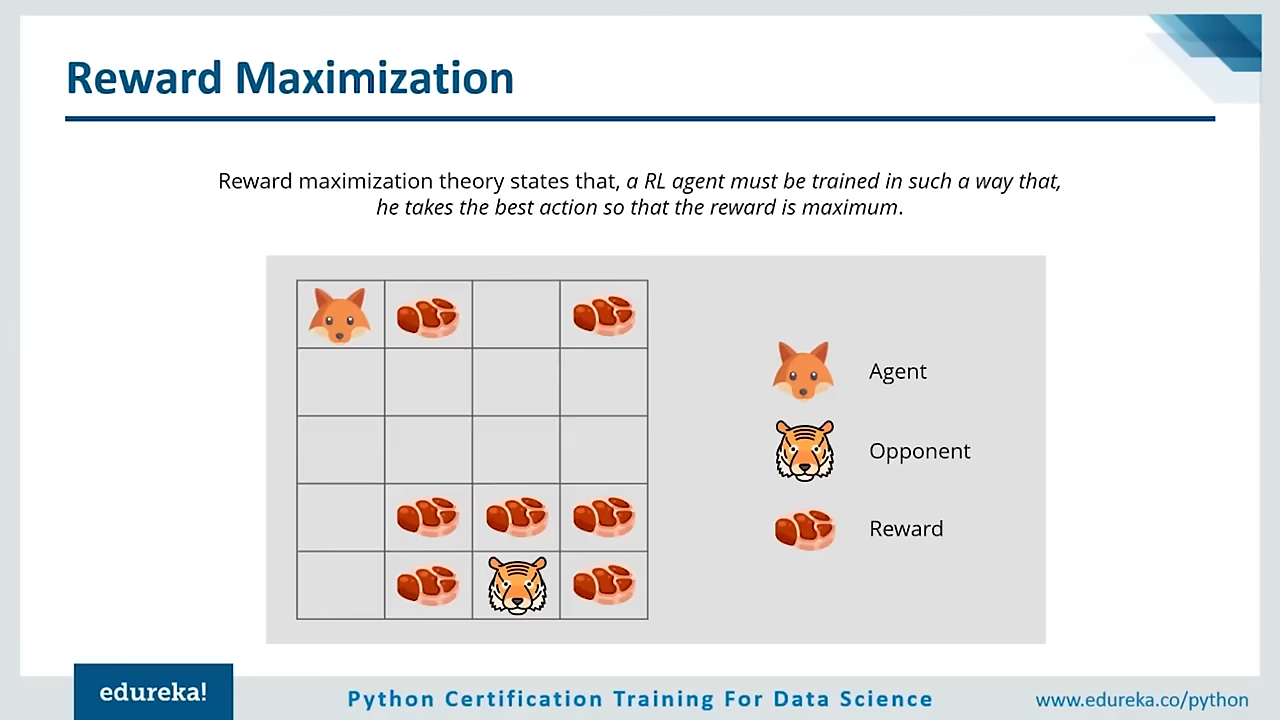 Reward Maximization
Reward maximization theory states that, a RL agent must be trained in such a way that,
he takes the best action so that the reward is maximum.
Agent
Opponent
Reward
edureka!
Python Certification Training For Data Science
www.edureka.co/python